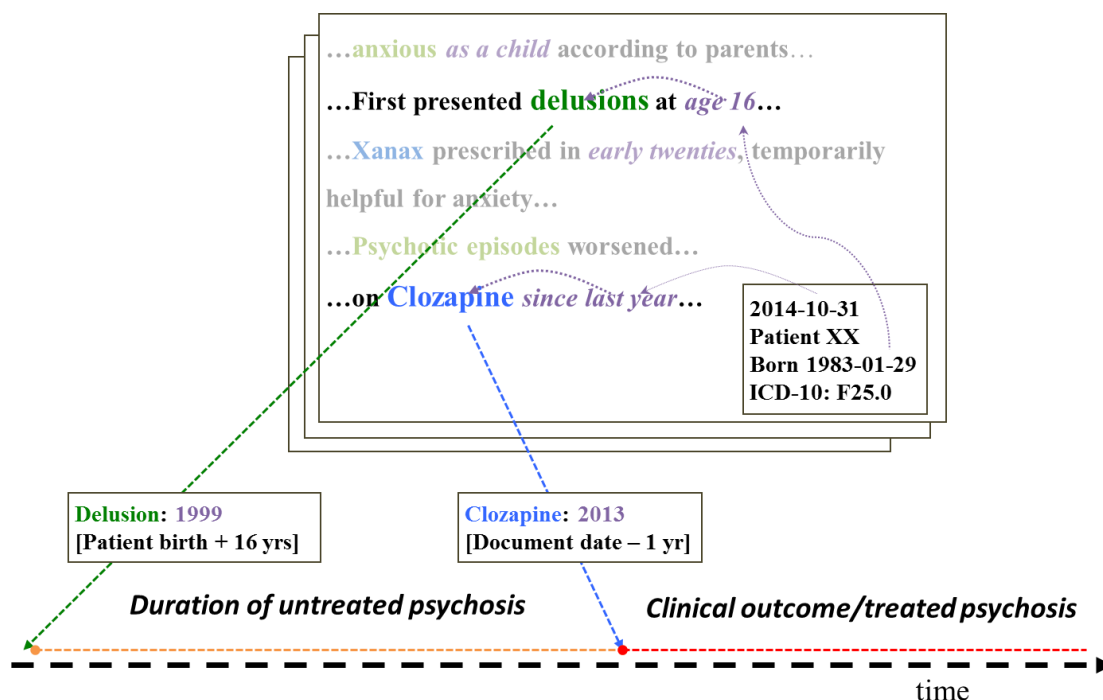 …anxious as a child according to parents…
…First presented delusions at age 16…
…Xanax prescribed in early twenties, temporarily
helpful for anxiety…
…Psychotic episodes worsened…
…on Clozapine since last year…
2014-10-31
Patient XX
Born 1983-01-29
ICD-10: F25.0
Delusion: 1999
[Patient birth + 16 yrs]
Clozapine: 2013
[Document date – 1 yr]
Duration of untreated psychosis
Clinical outcome/treated psychosis
time